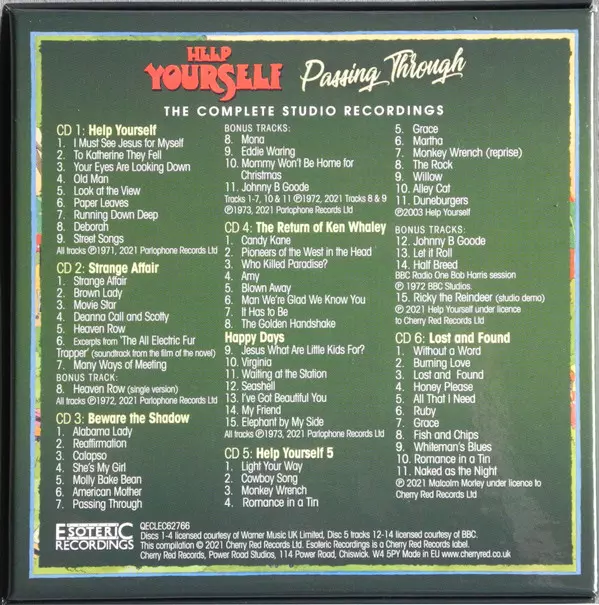 HELP YOURSELF Passing Through
THE COMPLETE STUDIO RECORDINGS
CD 1: Help Yourself
1. I Must See Jesus for Myself
2. To Katherine They Fell
3. Your Eyes are Looking Down
4. Old Man
5. Look at the View
6. Paper Leaves
7. Running Down Deep
8. Deborah
9. Street Songs
All tracks ℗1971, 2021 Parlophone Records Ltd
CD 2: Strange Affair
1. Strange Affair
2. Brown Lady
3. Movie Star
4. Deanna Call and Scotty
5. Heaven Row
6. Excerpts from 'The All Electric Fur
Trapper' (soundtrack from the film of the novel)
7. Many Ways of Meeting
BONUS TRACK:
8. Heaven Row (single version)
All tracks ℗1972, 2021 Parlophone Records Ltd
CD 3: Beware the Shadow
1. Alabama Lady
2. Reaffirmation
3. Calapso
4. She's My Girl
5. Molly Bake Bean
6. American Mother
7. Passing Through
BONUS TRACKS:
8. Mona
9. Eddie Waring
10. Mommy Won't Be Home for
Christmas
11. Johnny B Goode
Tracks 1-7, 10 & 11 ℗1972, 2021 Tracks 8 & 9
℗1973, 2021 Parlophone Records Ltd
CD 4: The Return of Ken Whaley
1. Candy Kane
2. Pioneers of the West in the Head
3. Who Killed Paradise?
4. Amy
5. Blown Away
6. Man We're Glad We Know You
7. It Has to Be
8. The Golden Handshake
Happy Days
9. Jesus What Are Little Kids For?
10. Virginia
11. Waiting at the Station
12. Seashell
13. I've Got Beautiful You
14. My Friend
15. Elephant by My Side
All tracks ℗1973, 2021 Parlophone Records Ltd
CD 5: Help Yourself 5
1. Light Your Way
2. Cowboy Song
3. Monkey Wrench
4. Romance in a Tin
5. Grace
6. Martha
7. Monkey Wrench (reprise)
8. The Rock
9. Willow
10. Alley Cat
11. Duneburgers
℗2003 Help Yourself
BONUS TRACKS:
12. Johnny B Goode
13. Let it Roll
14. Half Breed
BBC Radio One Bob Harris session
℗ 1972 BBC Studios.
15. Ricky the Reindeer (studio demo)
℗ 2021 Help Yourself under licence
to Cherry Red Records Ltd
CD 6: Lost and Found
1. Without a Word
2. Burning Love
3. Lost and Found
4. Honey Please
5. All That I Need
6. Ruby
7. Grace
8. Fish and Chips
9. Whiteman's Blues
10. Romance in a Tin
11. Naked as the Night
℗ 2021 Malcolm Morley under licence to
Cherry Red Records Ltd
ESOTERIC
RECORDINGS
QECLEC62766
Discs 1-4 licensed courtesy of Warner Music UK Limited, Disc 5 tracks 12-14 licensed courtesy of BBC.
This compilation © 2021 Cherry Red Records Ltd. Esoteric Recordings is a Cherry Red Records label.
Cherry Red Records, Power Road Studios, 114 Power Road, Chiswick. W4 5PY Made in EU www.cherryred.co.uk